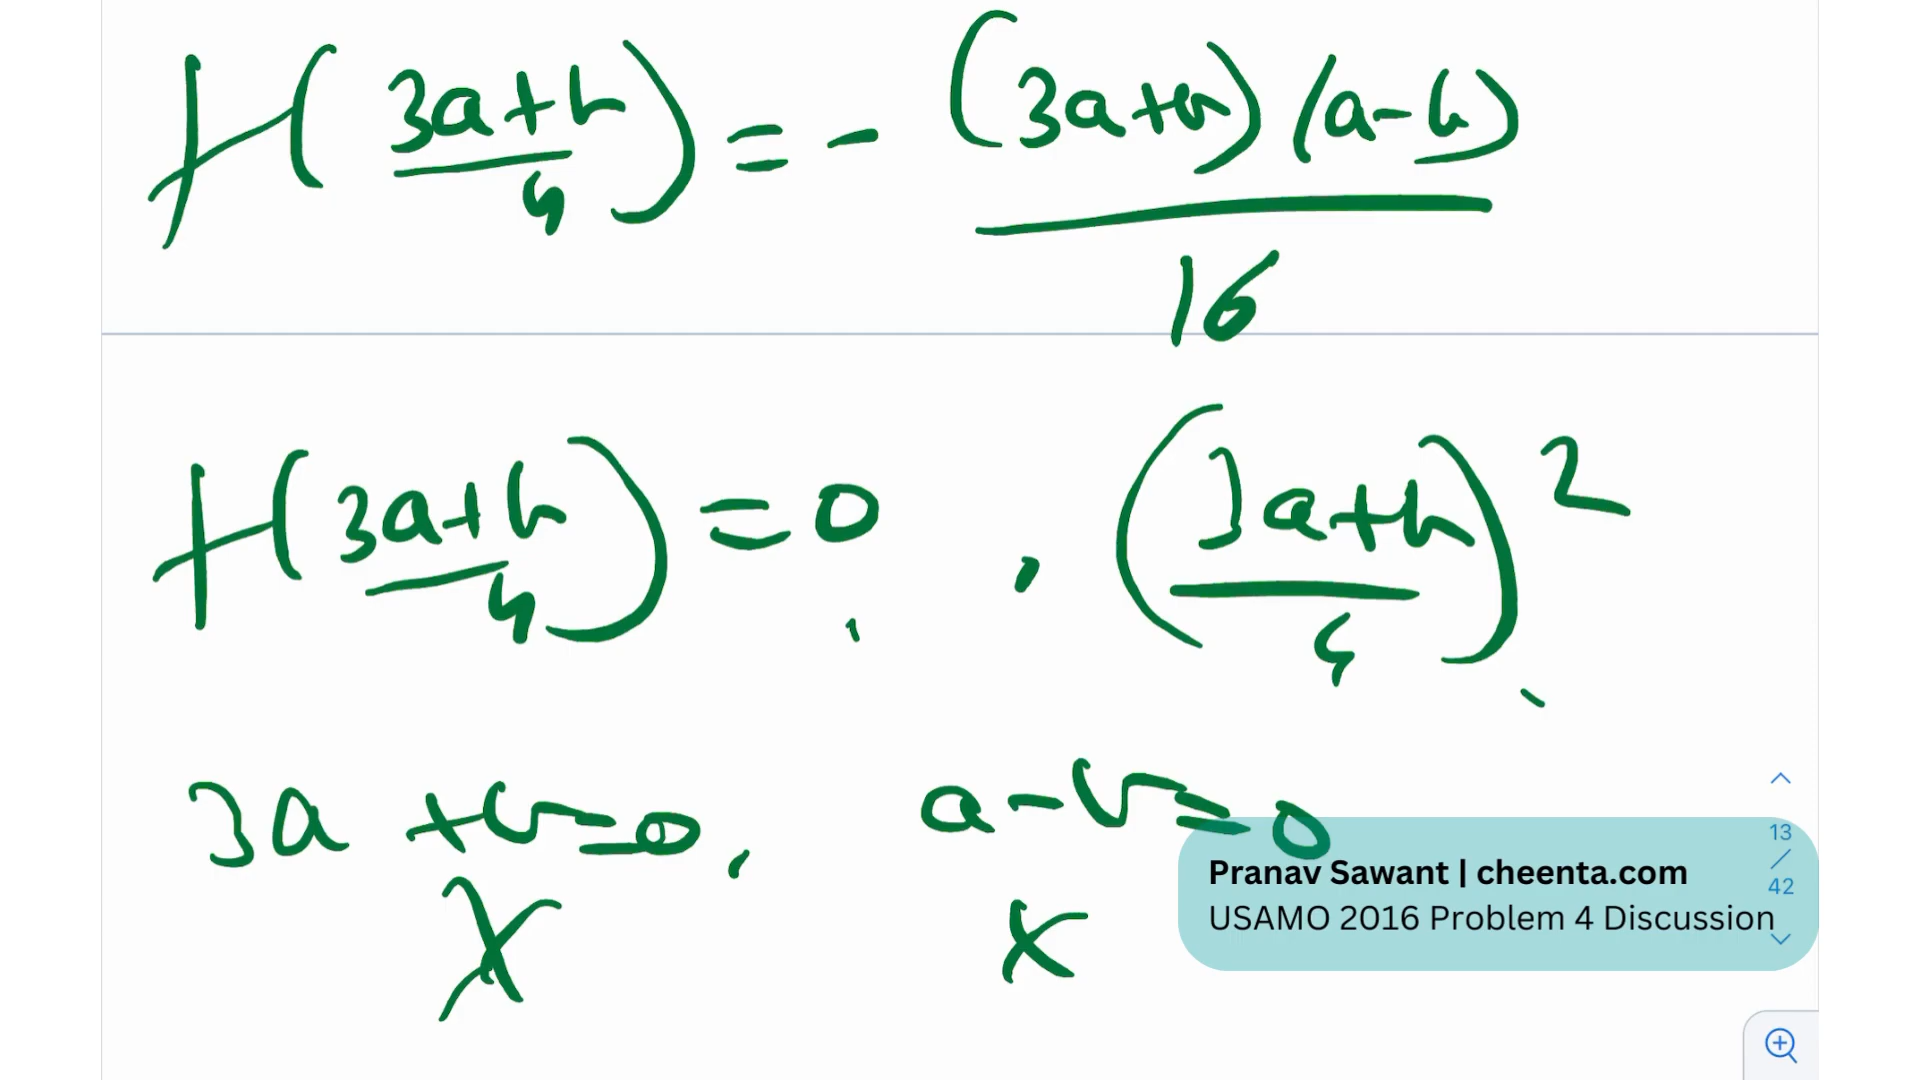 f((3a+b)/4) = - (3a+b)(a-b)/16
f((3a+b)/4) = 0, , ((3a+b)/4)^2
3a + b = 0, a - b = 0
X X
13
/
42
Pranav Sawant | cheenta.com
USAMO 2016 Problem 4 Discussion